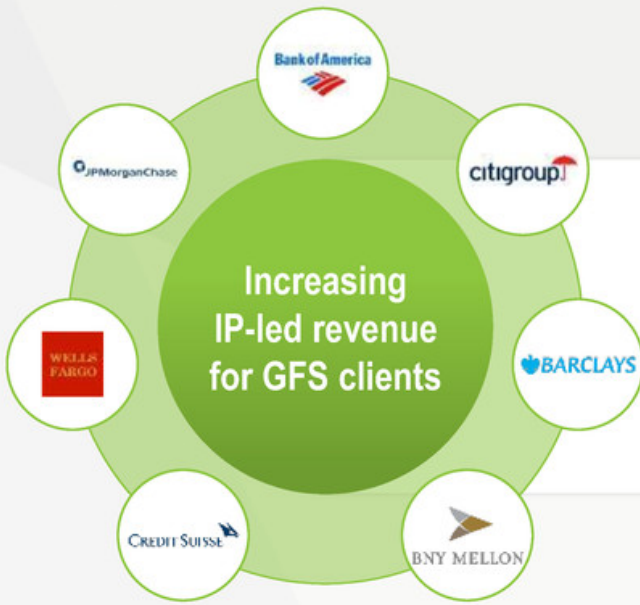 Bank of America
JPMorganChase
citigroup
Increasing
IP-led revenue
for GFS clients
WELLS
FARGO
BARCLAYS
CREDIT SUISSE
BNY MELLON